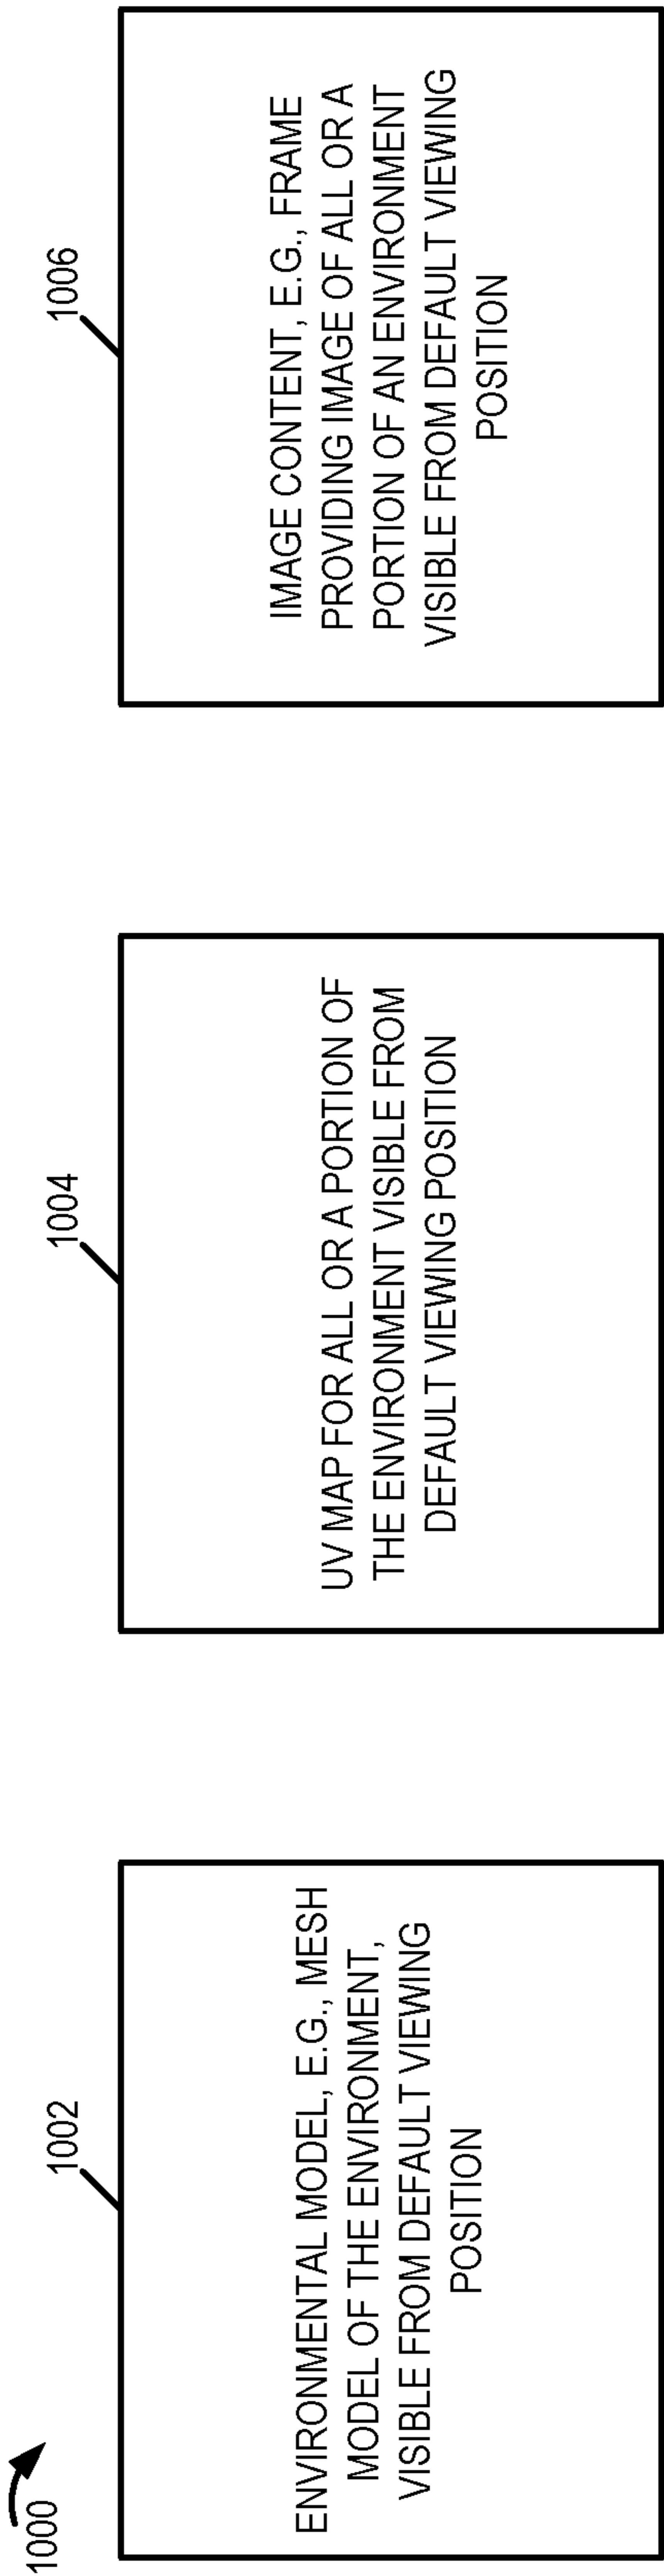 1000
1002
ENVIRONMENTAL MODEL, E.G., MESH
MODEL OF THE ENVIRONMENT,
VISIBLE FROM DEFAULT VIEWING
POSITION
1004
UV MAP FOR ALL OR A PORTION OF
THE ENVIRONMENT VISIBLE FROM
DEFAULT VIEWING POSITION
1006
IMAGE CONTENT, E.G., FRAME
PROVIDING IMAGE OF ALL OR A
PORTION OF AN ENVIRONMENT
VISIBLE FROM DEFAULT VIEWING
POSITION